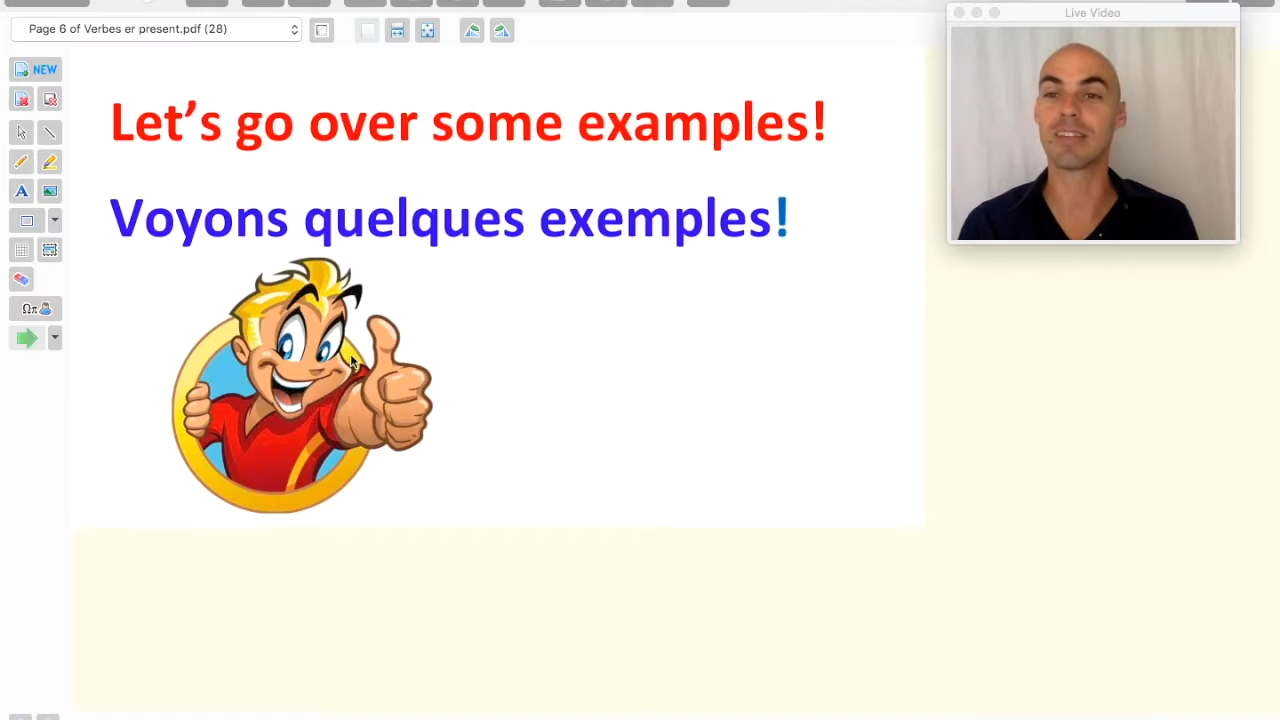 Page 6 of Verbes er present.pdf (28)
Live Video
NEW
Let’s go over some examples!
Voyons quelques exemples!
A
Ωπ